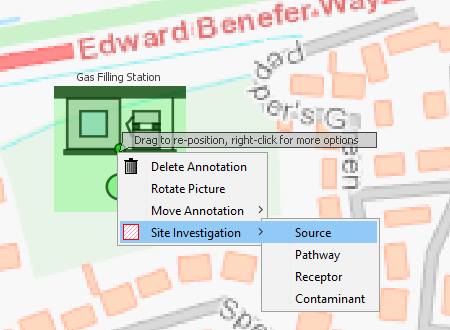 Edward Benefer Way
Gas Filling Station
Pepper's Green
Drag to re-position, right-click for more options
Delete Annotation
Rotate Picture
Move Annotation
Site Investigation
Source
Pathway
Receptor
Contaminant
Spe